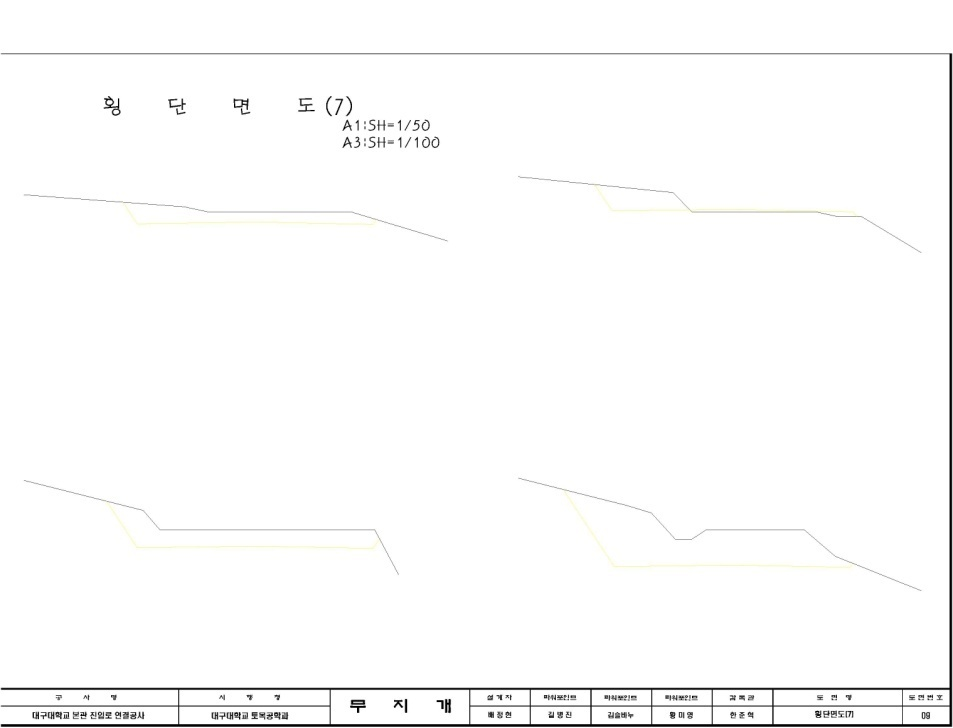 횡 단 면 도 (7)
A1:SH=1/50
A3:SH=1/100
공 사 명
시 행 청
무 지 개
설 계 자
파워포인트
파워포인트
파워포인트
감 독 관
도 면 명
도 면 번 호
대구대학교 본관 진입로 연결공사
대구대학교 토목공학과
배 정 현
길 병 진
김슬바누
황 미 영
한 준 혁
횡단면도(7)
09